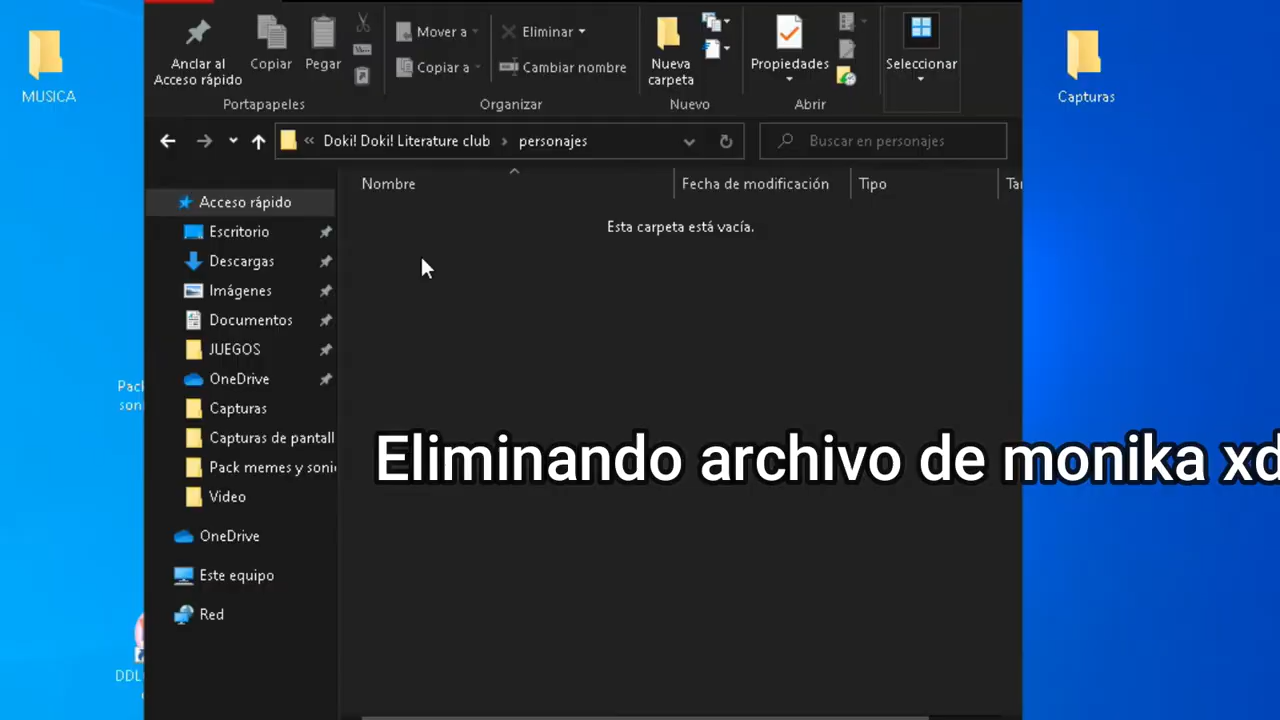 MUSICA
Capturas
Anclar al
Acceso rápido
Copiar
Pegar
Portapapeles
Mover a
Copiar a
Eliminar
Cambiar nombre
Organizar
Nueva
carpeta
Nuevo
Propiedades
Abrir
Seleccionar
« Doki! Doki! Literature club › personajes
Buscar en personajes
Nombre
Fecha de modificación
Tipo
Esta carpeta está vacía.
Acceso rápido
Escritorio
Descargas
Imágenes
Documentos
JUEGOS
OneDrive
Capturas
Capturas de pantall
Pack memes y soni
Video
OneDrive
Este equipo
Red
Pack
son
DDL
Eliminando archivo de monika xd